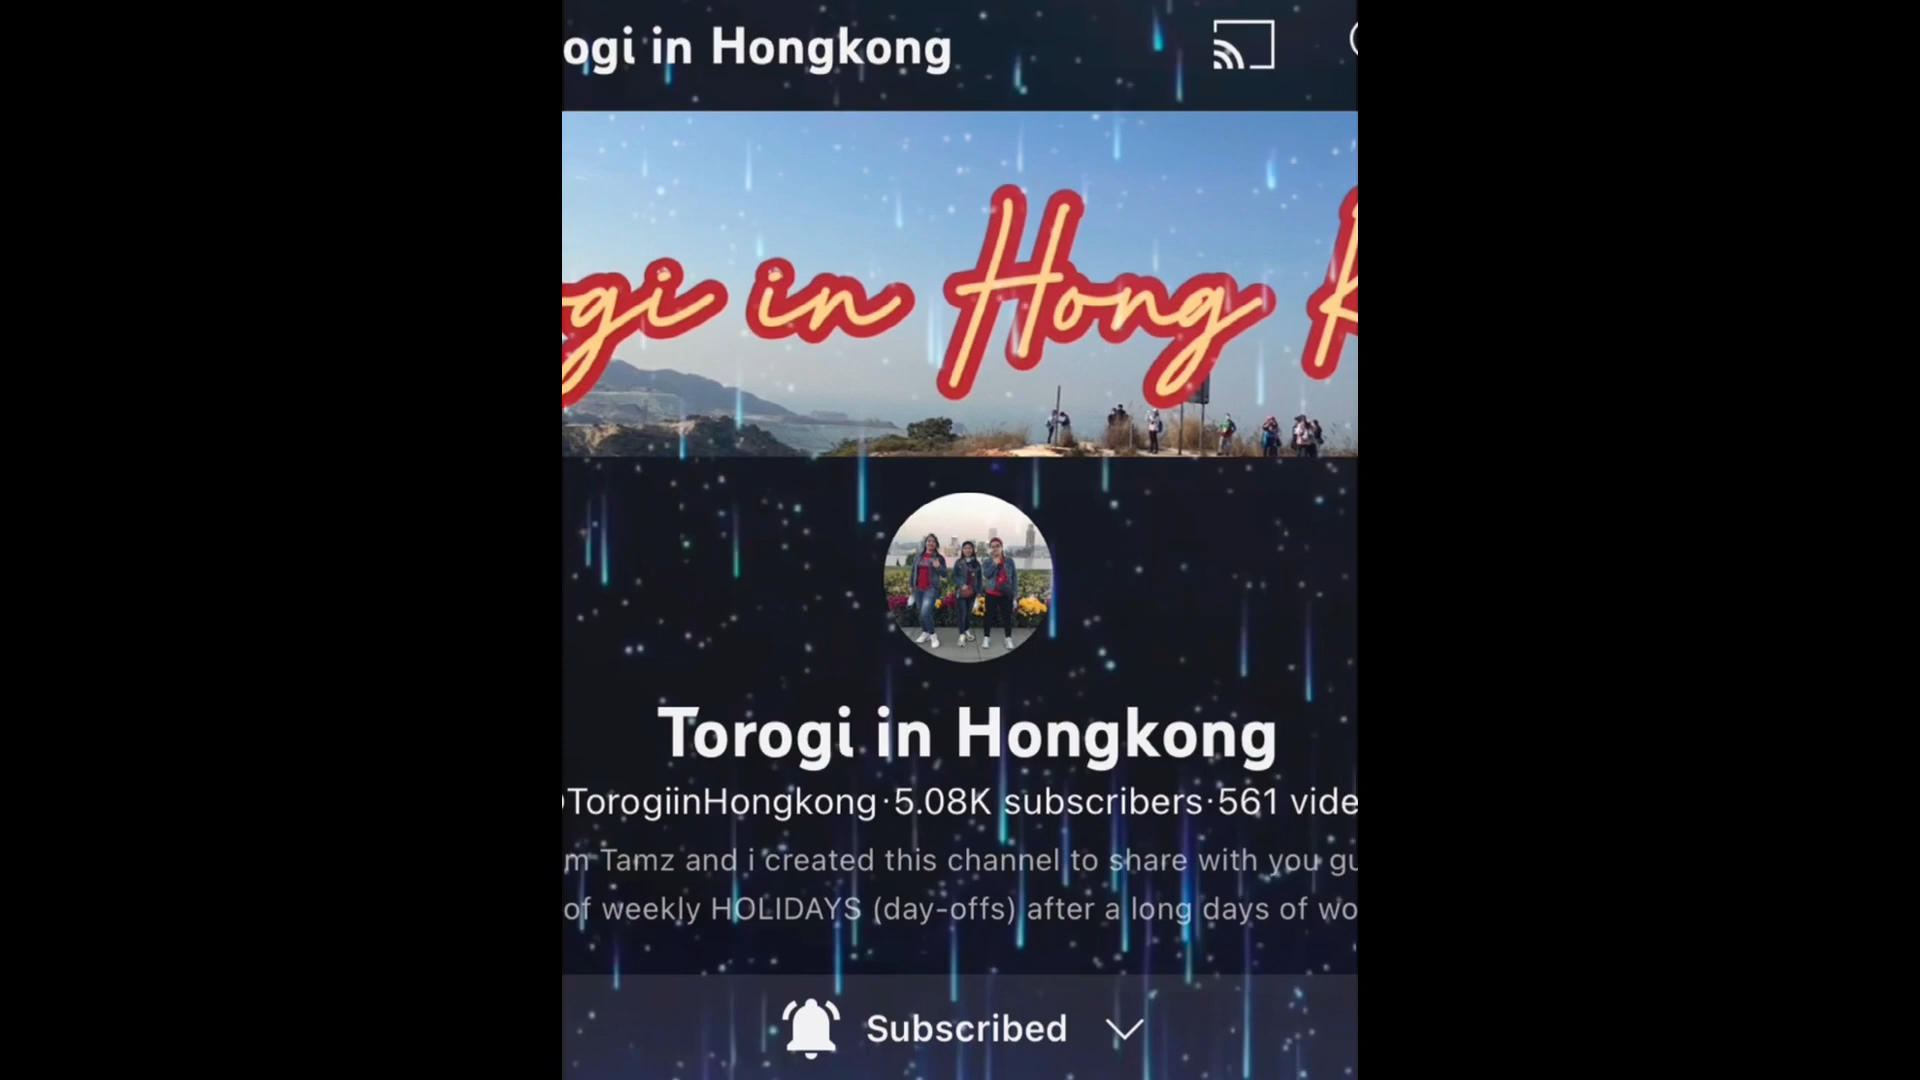 ogi in Hongkong
gi in Hong
Torogi in Hongkong
TorogiinHongkong·5.08K subscribers·561 vide
m Tamz and i created this channel to share with you gu
of weekly HOLIDAYS (day-offs) after a long days of wo
Subscribed